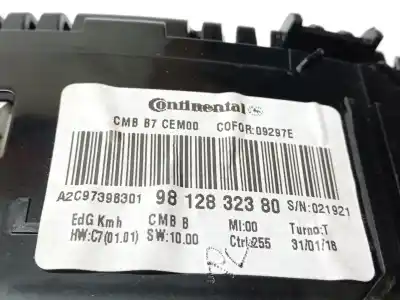 Continental
CMB B7 CEM00 COFOR:09297E
A2C97398301 98 128 323 80 S/N:021921
EdG Kmh CMB B MI:00 Turno:T
HW:C7(01.01) SW:10.00 Ctrl:255 31/01/18